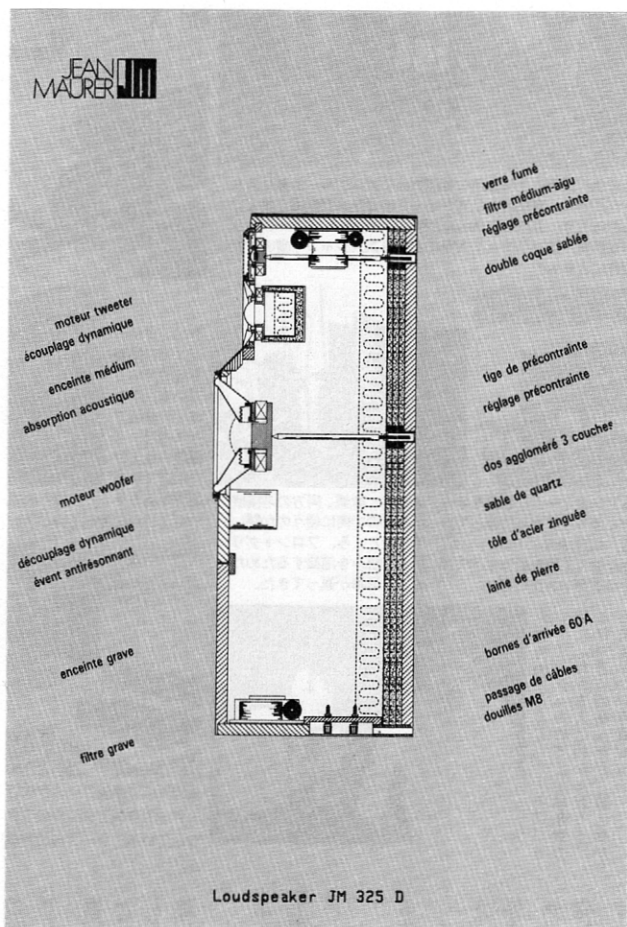 JEAN
MAURER JM
verre fumé
filtre médium-aigu
réglage précontrainte
double coque sablée
moteur tweeter
écouplage dynamique
enceinte médium
absorption acoustique
tige de précontrainte
réglage précontrainte
dos aggloméré 3 couches
moteur woofer
sable de quartz
découplage dynamique
évent antirésonnant
tôle d'acier zinguée
laine de pierre
enceinte grave
bornes d'arrivée 60A
passage de câbles
douilles M8
filtre grave
Loudspeaker JM 325 D